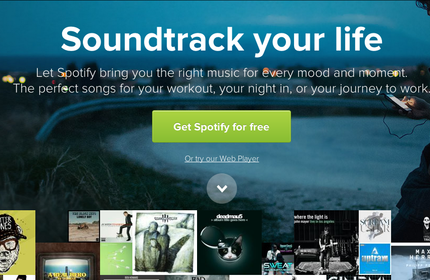 Soundtrack your life
Let Spotify bring you the right music for every mood and moment.
The perfect songs for your workout, your night in, or your journey to work.
Get Spotify for free
Or try our Web Player
deadmau5
where the light is
CINEMA